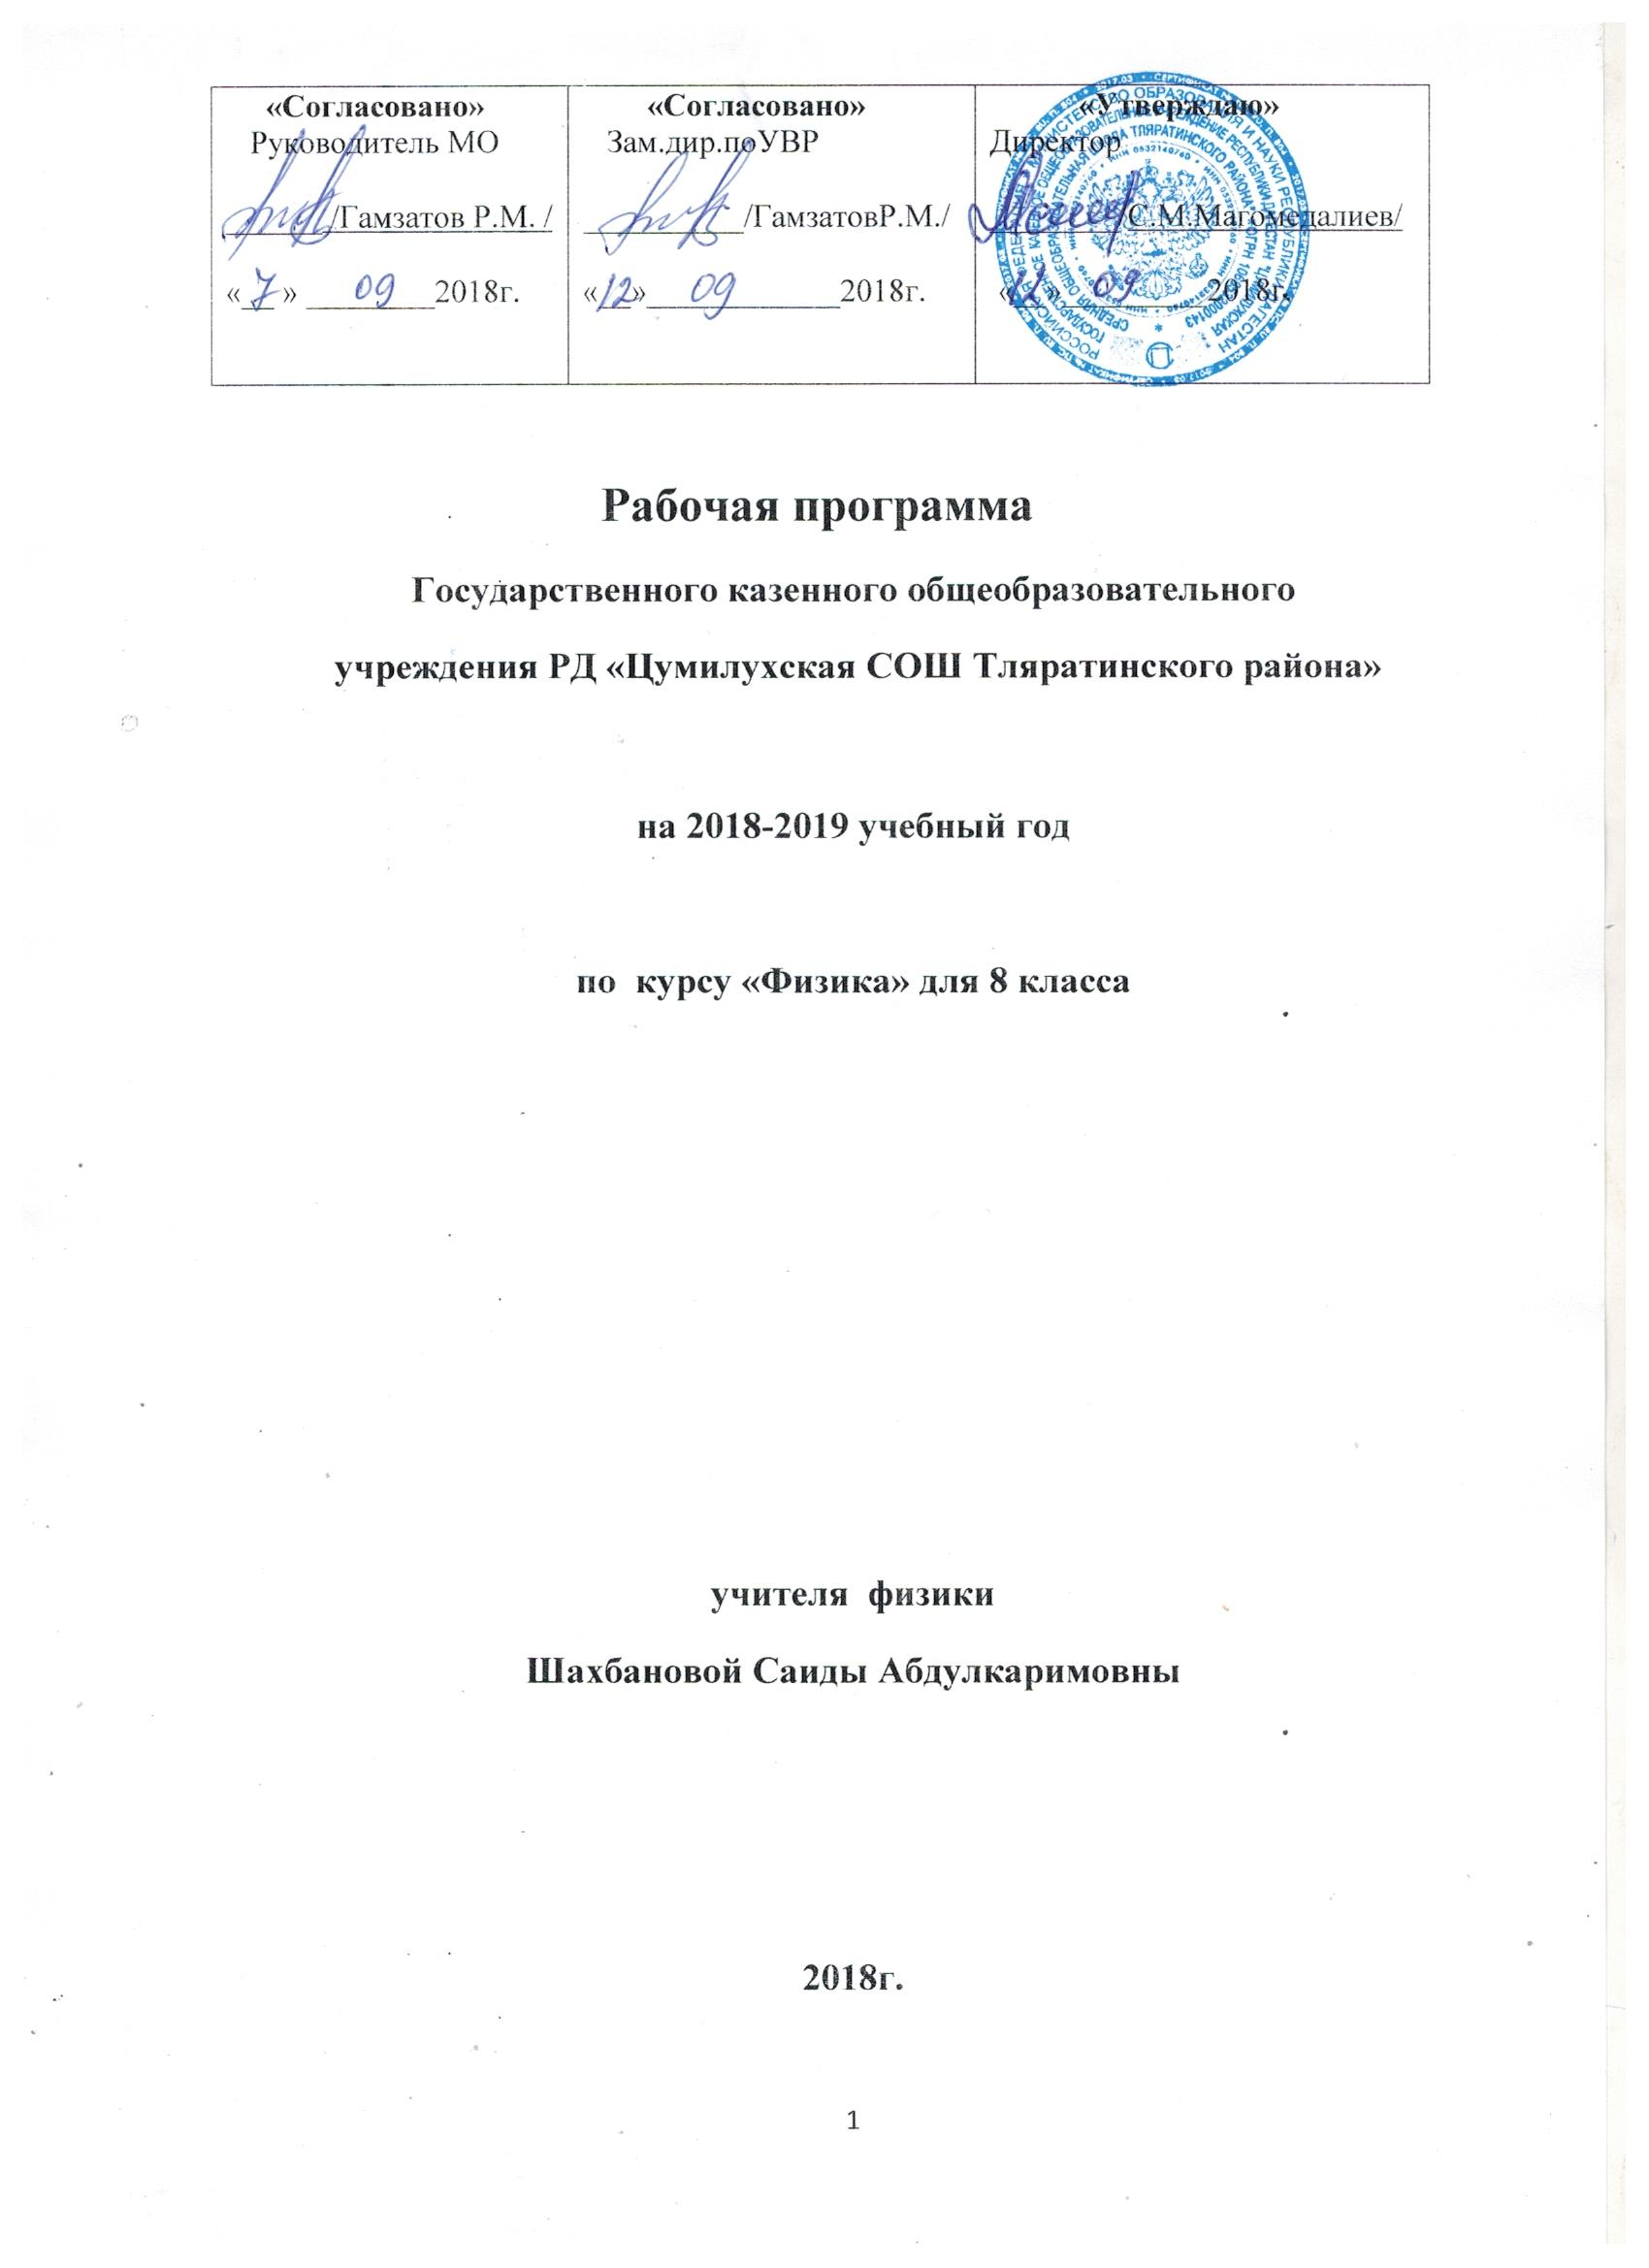 «Согласовано»
Руководитель МО
/Гамзатов Р.М. /
«7» 09 2018г.
«Согласовано»
Зам.дир.поУВР
/ГамзатовР.М./
«12» 09 2018г.
«Утверждаю»
Директор
/С.М.Магомедалиев/
«12» 09 2018г.
Рабочая программа
Государственного казенного общеобразовательного
учреждения РД «Цумилухская СОШ Тляратинского района»
на 2018-2019 учебный год
по курсу «Физика» для 8 класса
учителя физики
Шахбановой Саиды Абдулкаримовны
2018г.
1